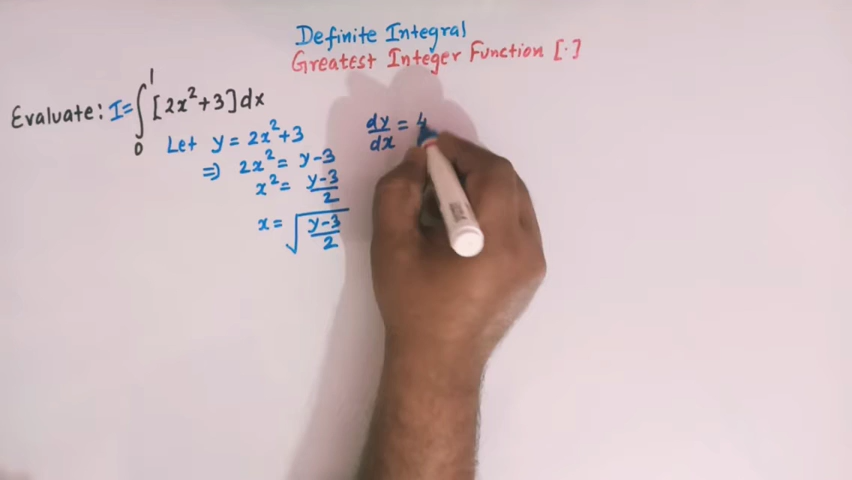 Definite Integral
Greatest Integer Function [·]
Evaluate: I = ∫₀¹ [2x²+3] dx
Let y = 2x²+3
⇒ 2x² = y-3
x² = (y-3)/2
x = √((y-3)/2)
dy/dx = 4